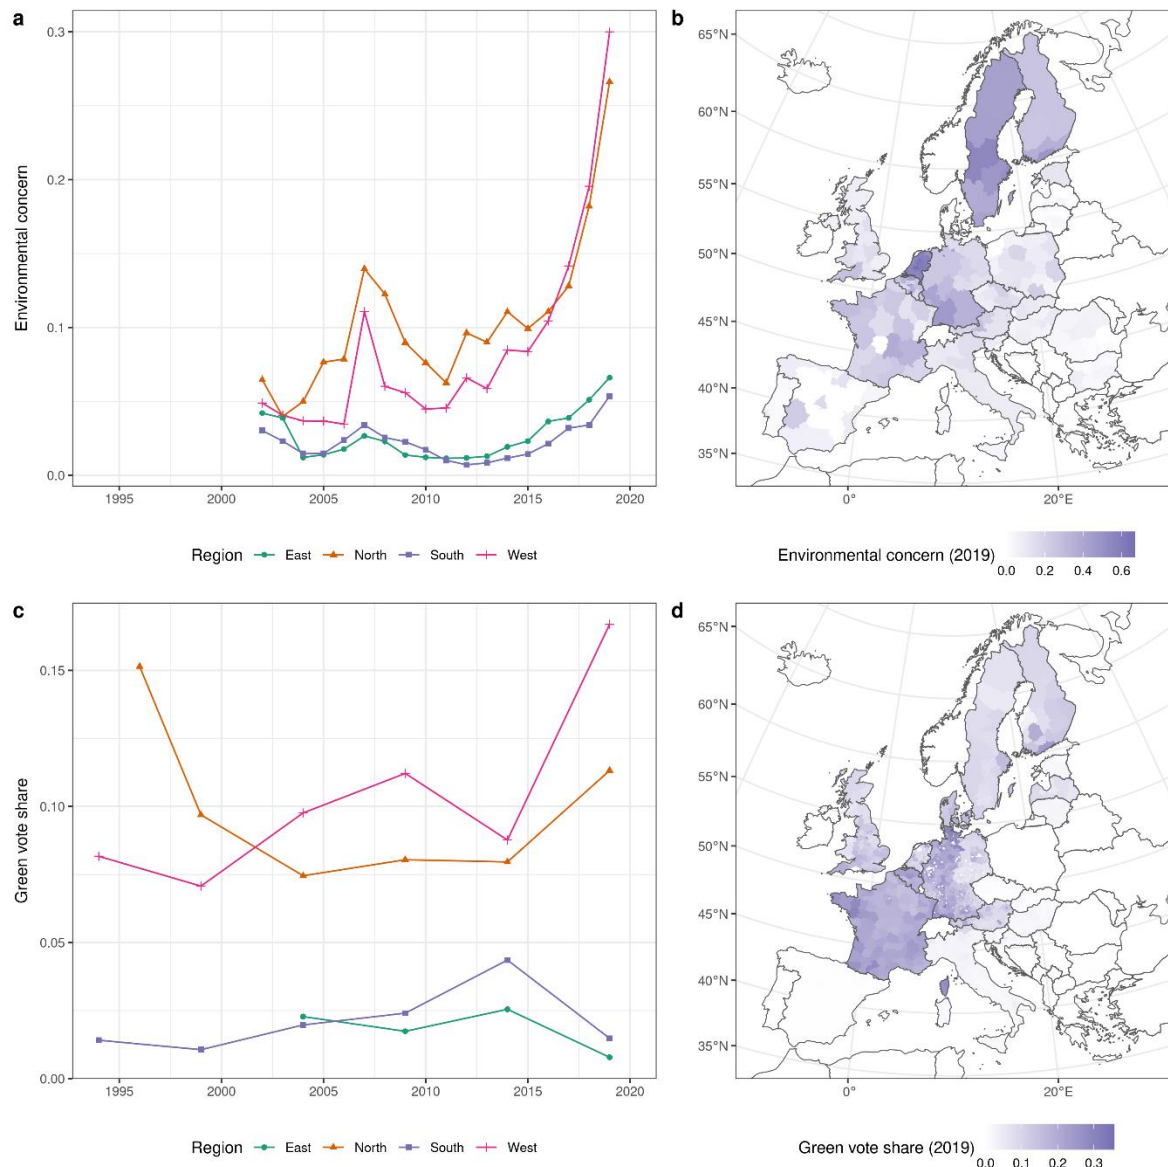 a
Environmental concern
0.3
0.2
0.1
0.0
1995 2000 2005 2010 2015 2020
Region East North South West
b
65°N
60°N
55°N
50°N
45°N
40°N
35°N
0° 20°E
Environmental concern (2019)
0.0 0.2 0.4 0.6
c
Green vote share
0.15
0.10
0.05
0.00
1995 2000 2005 2010 2015 2020
Region East North South West
d
65°N
60°N
55°N
50°N
45°N
40°N
35°N
0° 20°E
Green vote share (2019)
0.0 0.1 0.2 0.3